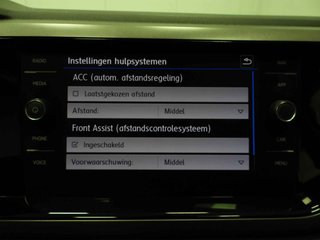 Instellingen hulpsystemen
RADIO
NAV
ACC (autom. afstandsregeling)
MEDIA
APP
Laatstgekozen afstand
Afstand: Middel
Front Assist (afstandscontrolesysteem)
PHONE
CAR
Ingeschakeld
VOICE
MENU
Voorwaarschuwing: Middel